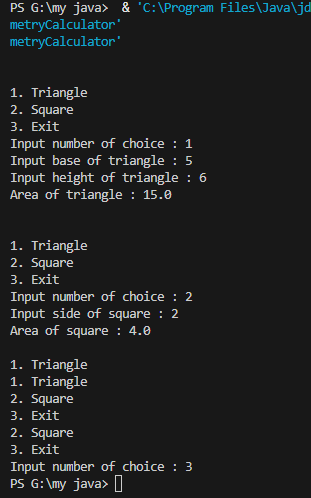 PS G:\my java>  & 'C:\Program Files\Java\jd
metryCalculator'
metryCalculator'
1. Triangle
2. Square
3. Exit
Input number of choice : 1
Input base of triangle : 5
Input height of triangle : 6
Area of triangle : 15.0
1. Triangle
2. Square
3. Exit
Input number of choice : 2
Input side of square : 2
Area of square : 4.0
1. Triangle
1. Triangle
2. Square
3. Exit
2. Square
3. Exit
Input number of choice : 3
PS G:\my java>